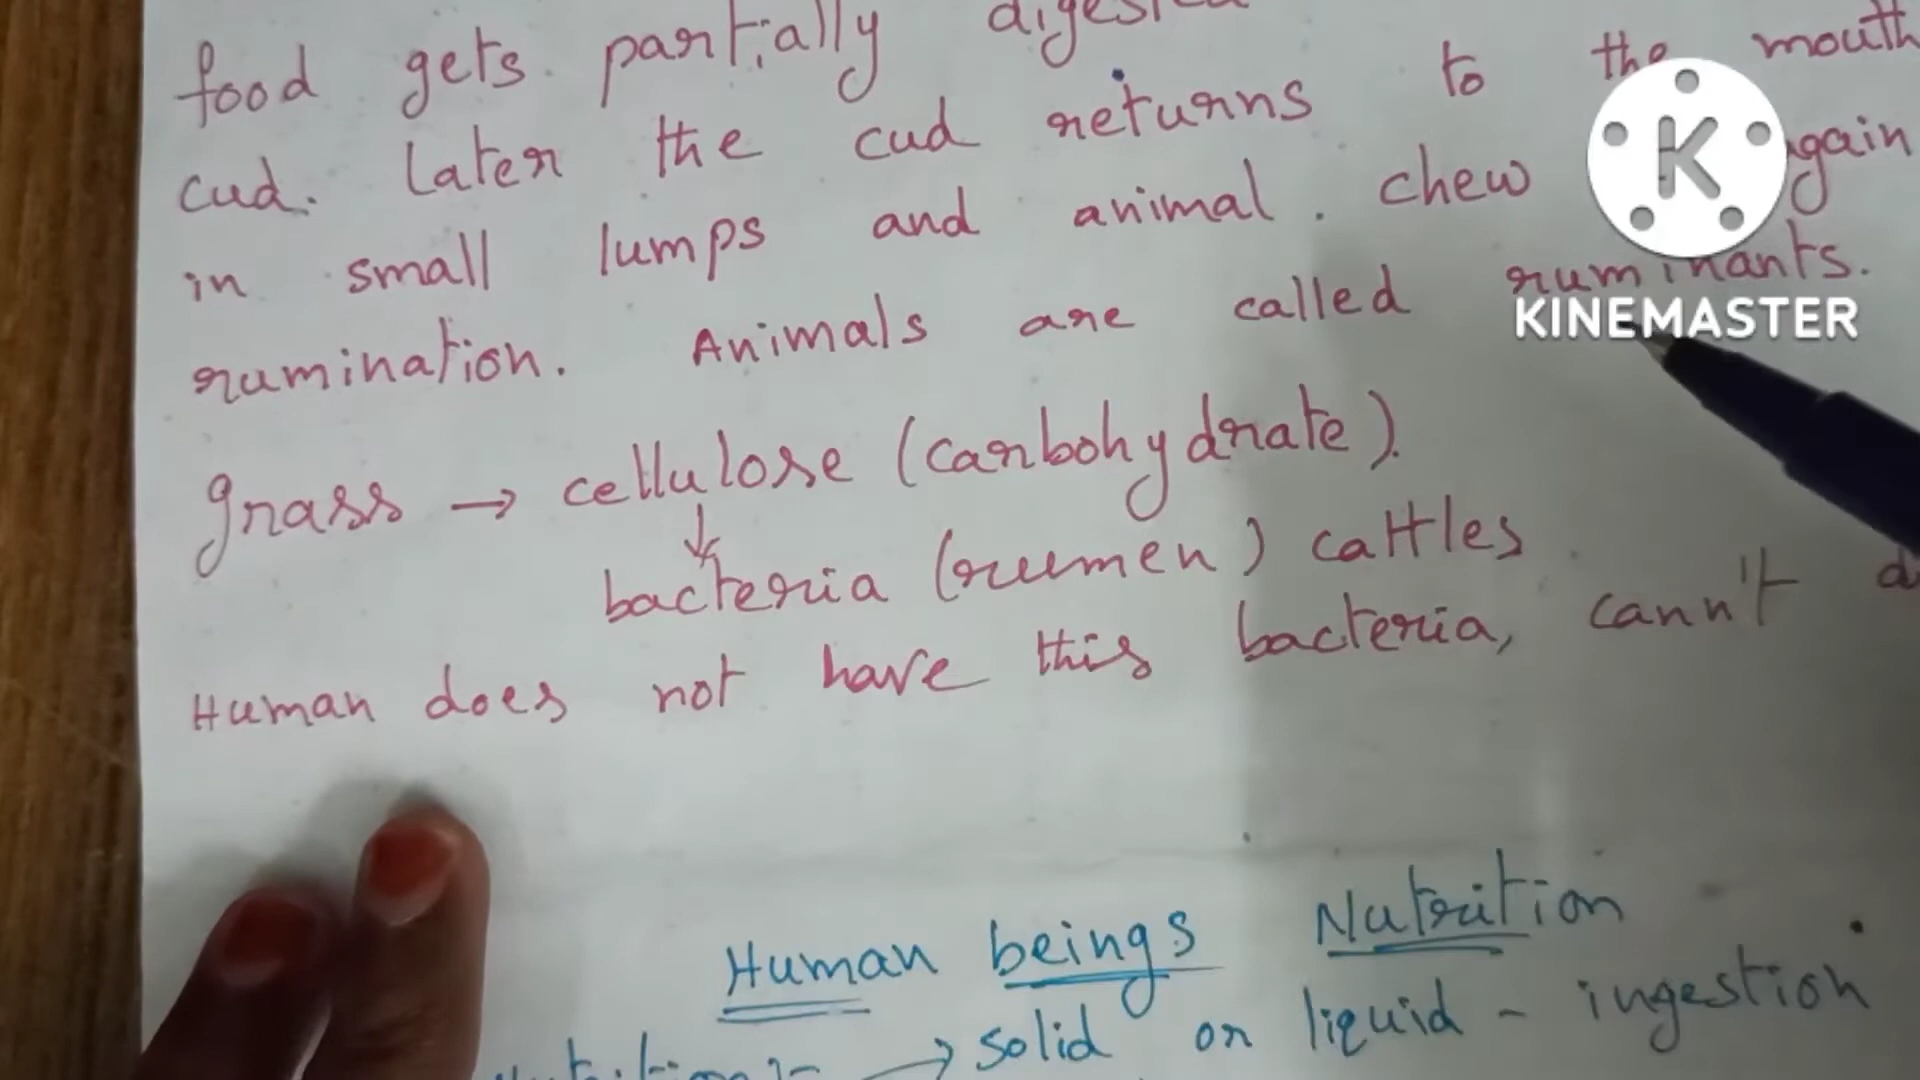 food gets partially digested
cud. Later the cud returns to the mouth
in small lumps and animal chew again
rumination. Animals are called ruminants.
KINEMASTER
grass → cellulose (carbohydrate).
↓
bacteria (rumen) cattles
Human does not have this bacteria, cann't
Human beings Nutrition
→ solid or liquid - ingestion